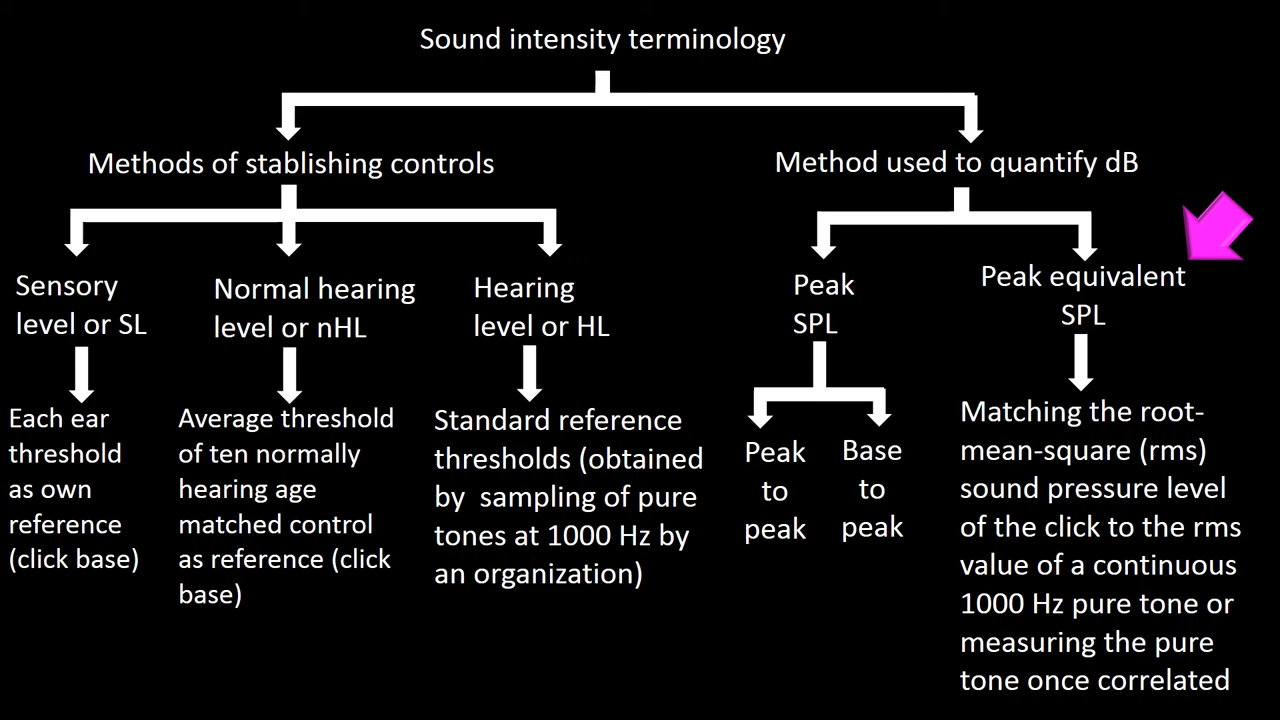 Sound intensity terminology
Methods of stablishing controls
Method used to quantify dB
Sensory
level or SL
Normal hearing
level or nHL
Hearing
level or HL
Peak
SPL
Peak equivalent
SPL
Each ear
threshold
as own
reference
(click base)
Average threshold
of ten normally
hearing age
matched control
as reference (click
base)
Standard reference
thresholds (obtained
by sampling of pure
tones at 1000 Hz by
an organization)
Peak
to
peak
Base
to
peak
Matching the root-
mean-square (rms)
sound pressure level
of the click to the rms
value of a continuous
1000 Hz pure tone or
measuring the pure
tone once correlated